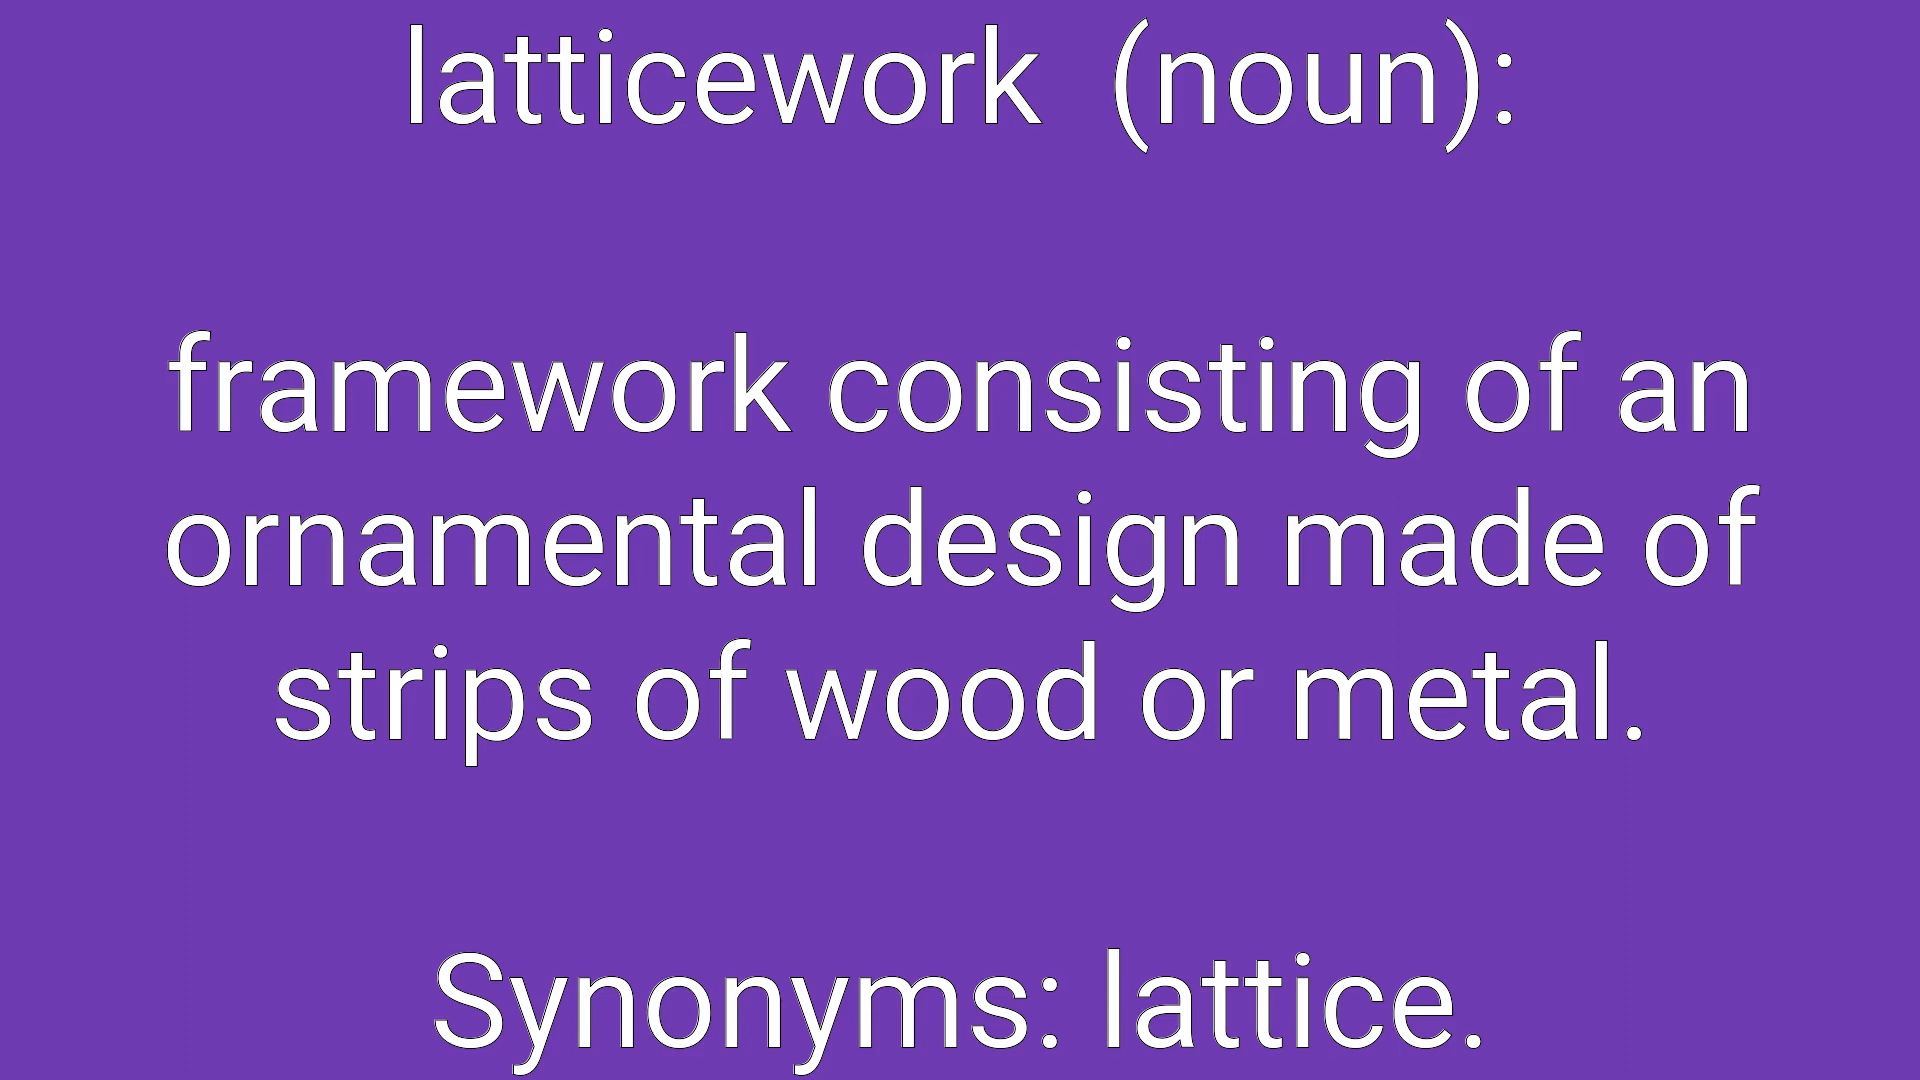 latticework (noun):
framework consisting of an
ornamental design made of
strips of wood or metal.
Synonyms: lattice.